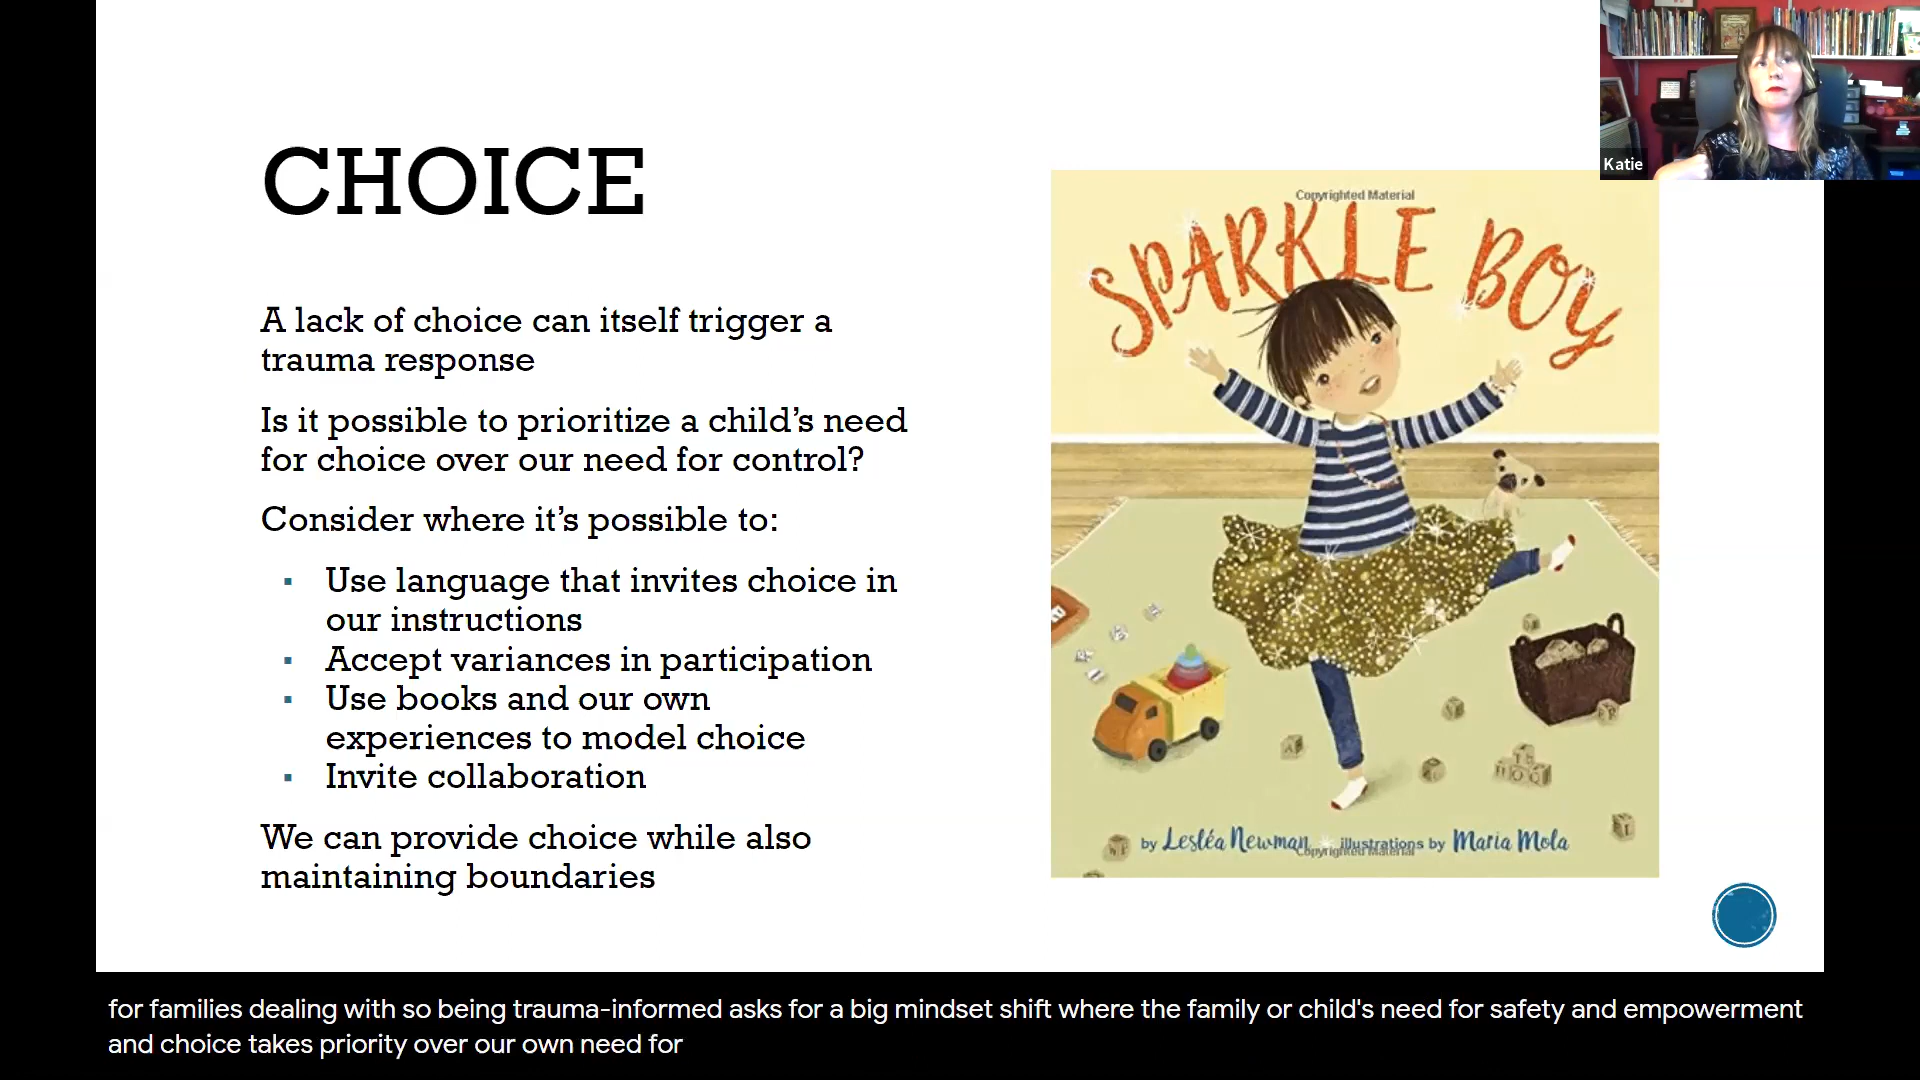 CHOICE
A lack of choice can itself trigger a
trauma response
Is it possible to prioritize a child's need
for choice over our need for control?
Consider where it's possible to:
▪ Use language that invites choice in
our instructions
▪ Accept variances in participation
▪ Use books and our own
experiences to model choice
▪ Invite collaboration
We can provide choice while also
maintaining boundaries
Katie
Copyrighted Material
SPARKLE BOY
by Lesléa Newman illustrations by Maria Mola
Copyrighted Material
for families dealing with so being trauma-informed asks for a big mindset shift where the family or child's need for safety and empowerment
and choice takes priority over our own need for